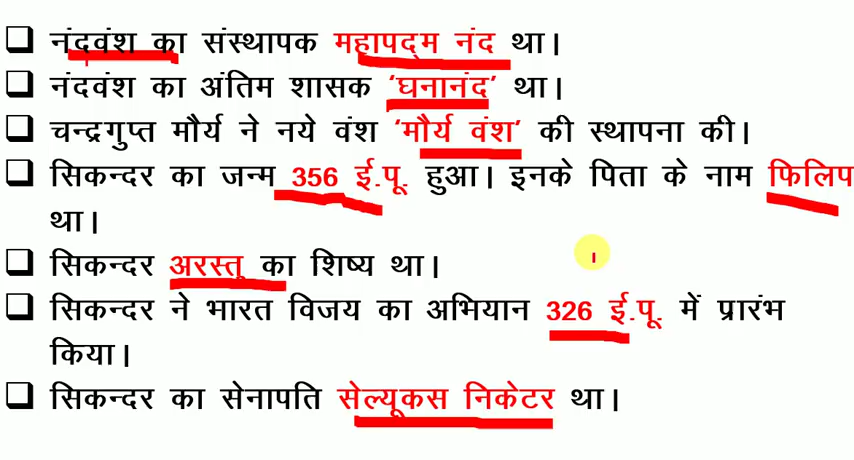 ❑ नंदवंश का संस्थापक महापद्म नंद था।
❑ नंदवंश का अंतिम शासक ‘घनानंद’ था।
❑ चन्द्रगुप्त मौर्य ने नये वंश ‘मौर्य वंश’ की स्थापना की।
❑ सिकन्दर का जन्म 356 ई.पू. हुआ। इनके पिता के नाम फिलिप
था।
❑ सिकन्दर अरस्तु का शिष्य था।
❑ सिकन्दर ने भारत विजय का अभियान 326 ई.पू. में प्रारंभ
किया।
❑ सिकन्दर का सेनापति सेल्यूकस निकेटर था।